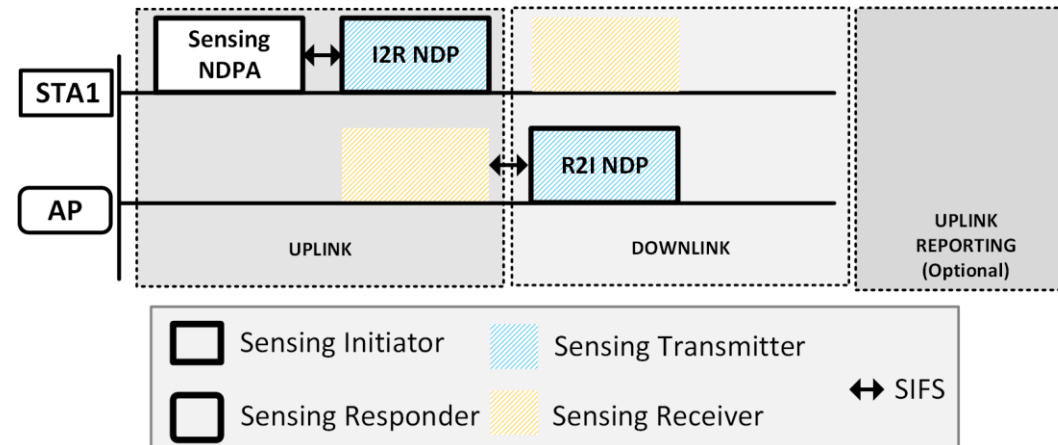 Sensing
NDPA
I2R NDP
STA1
R2I NDP
AP
UPLINK
DOWNLINK
UPLINK
REPORTING
(Optional)
Sensing Initiator
Sensing Transmitter
Sensing Responder
Sensing Receiver
SIFS